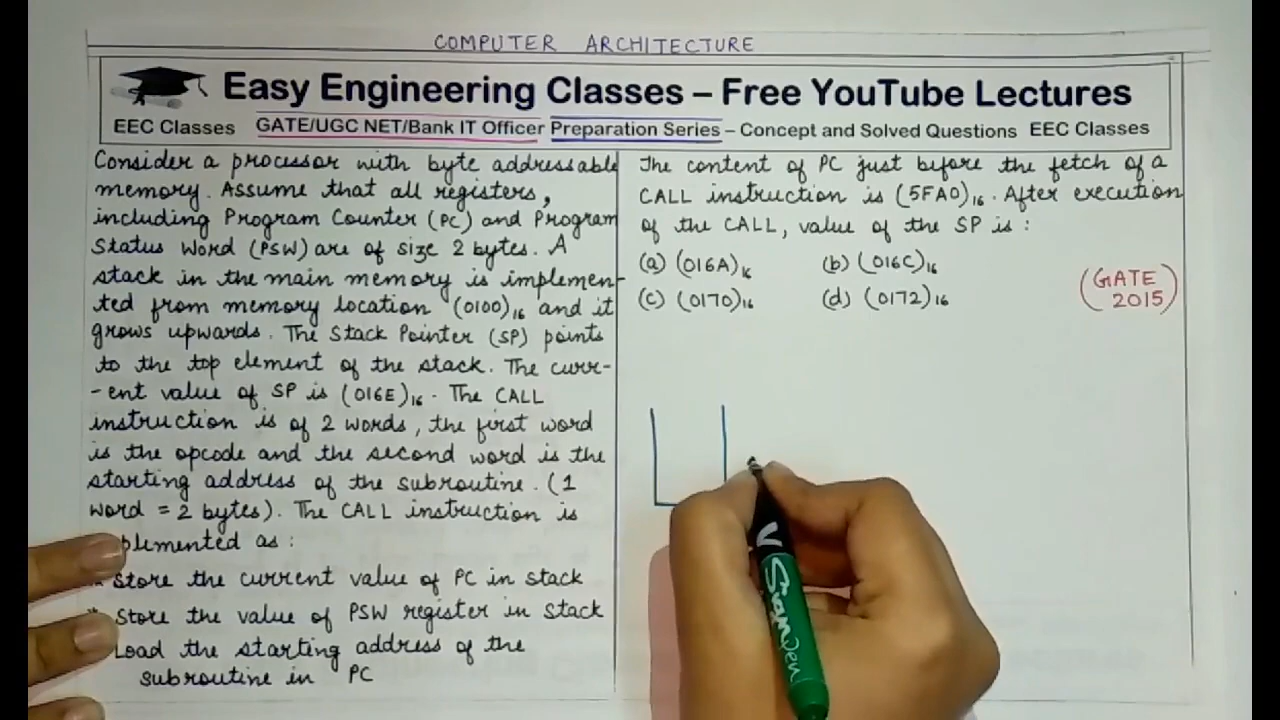 COMPUTER ARCHITECTURE
Easy Engineering Classes – Free YouTube Lectures
EEC Classes GATE/UGC NET/Bank IT Officer Preparation Series – Concept and Solved Questions EEC Classes
Consider a processor with byte addressable
memory. Assume that all registers,
including Program Counter (PC) and Program
Status Word (PSW) are of size 2 bytes. A
stack in the main memory is implemen-
ted from memory location (0100)16 and it
grows upwards. The Stack Pointer (SP) points
to the top element of the stack. The curr-
-ent value of SP is (016E)16. The CALL
instruction is of 2 words, the first word
is the opcode and the second word is the
starting address of the subroutine. (1
word = 2 bytes). The CALL instruction is
plemented as :
* Store the current value of PC in stack
* Store the value of PSW register in stack
Load the starting address of the
subroutine in PC
The content of PC just before the fetch of a
CALL instruction is (5FA0)16. After execution
of the CALL, value of the SP is :
(a) (016A)16 (b) (016C)16
(c) (0170)16 (d) (0172)16
(GATE
2015)
V
Sign Pen